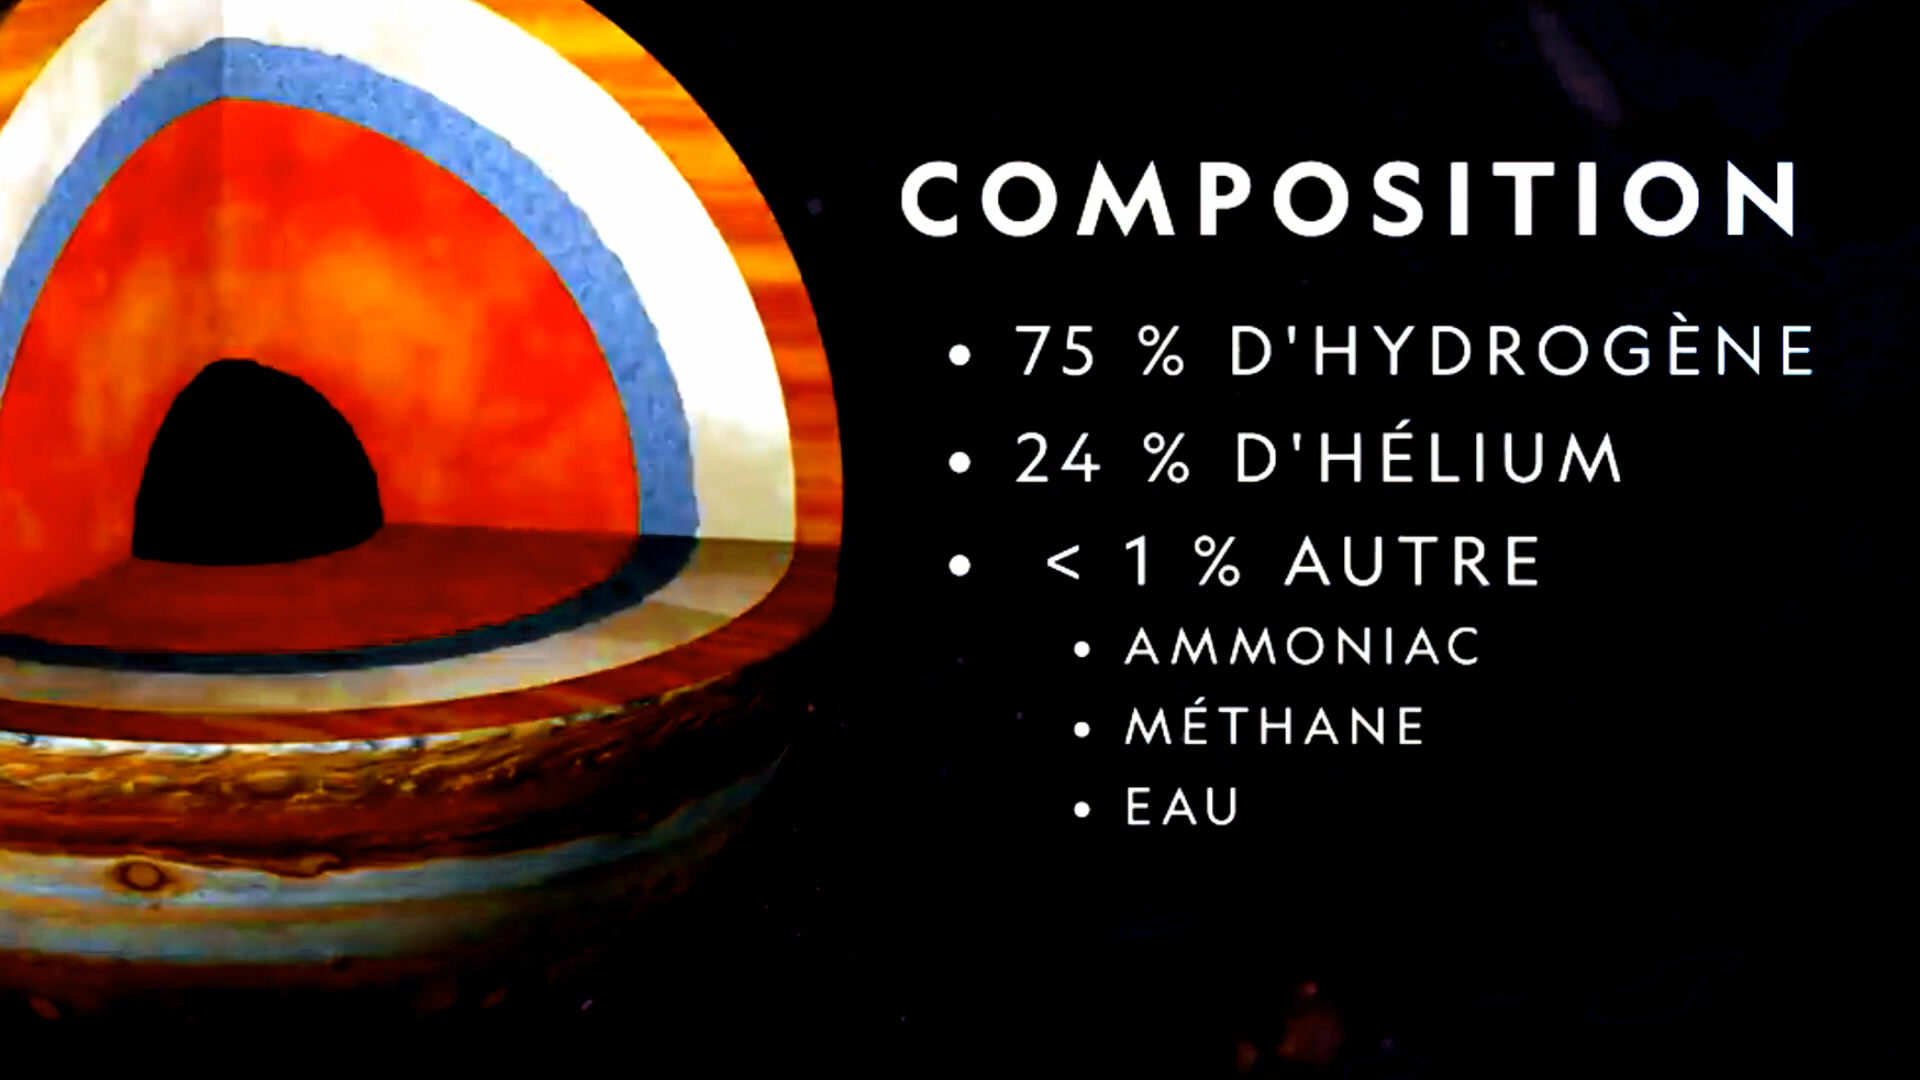 COMPOSITION
• 75 % D'HYDROGÈNE
• 24 % D'HÉLIUM
• < 1 % AUTRE
• AMMONIAC
• MÉTHANE
• EAU